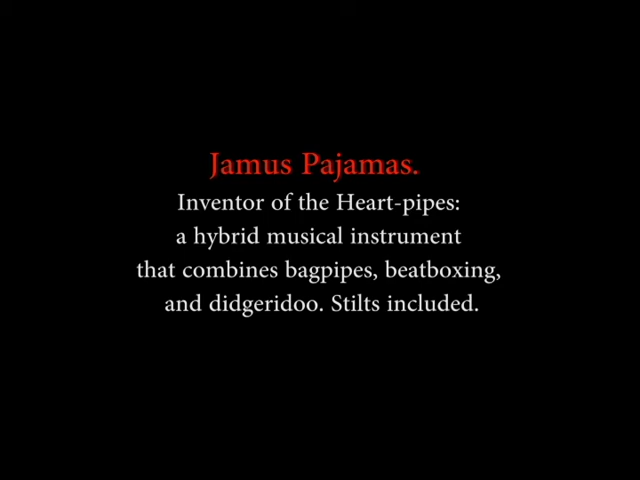 Jamus Pajamas.
Inventor of the Heart-pipes:
a hybrid musical instrument
that combines bagpipes, beatboxing,
and didgeridoo. Stilts included.